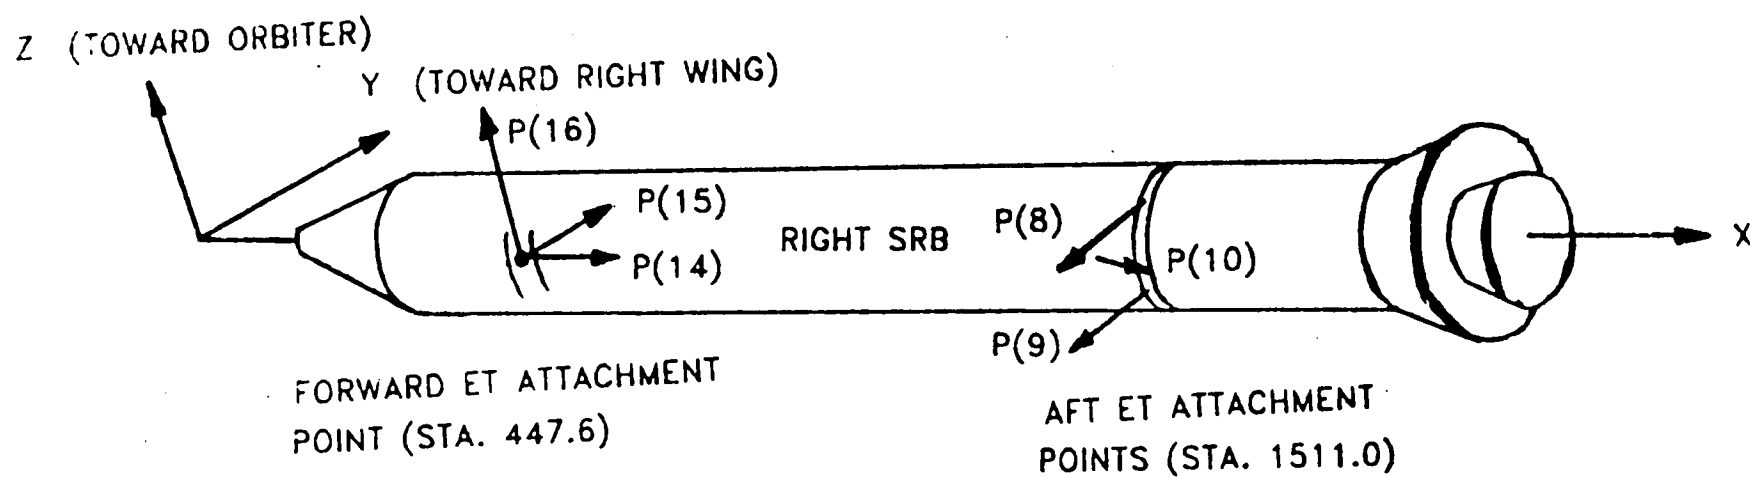 Z (TOWARD ORBITER)
Y (TOWARD RIGHT WING)
P(16)
P(15)
P(14)
RIGHT SRB
P(8)
P(10)
P(9)
X
FORWARD ET ATTACHMENT
POINT (STA. 447.6)
AFT ET ATTACHMENT
POINTS (STA. 1511.0)